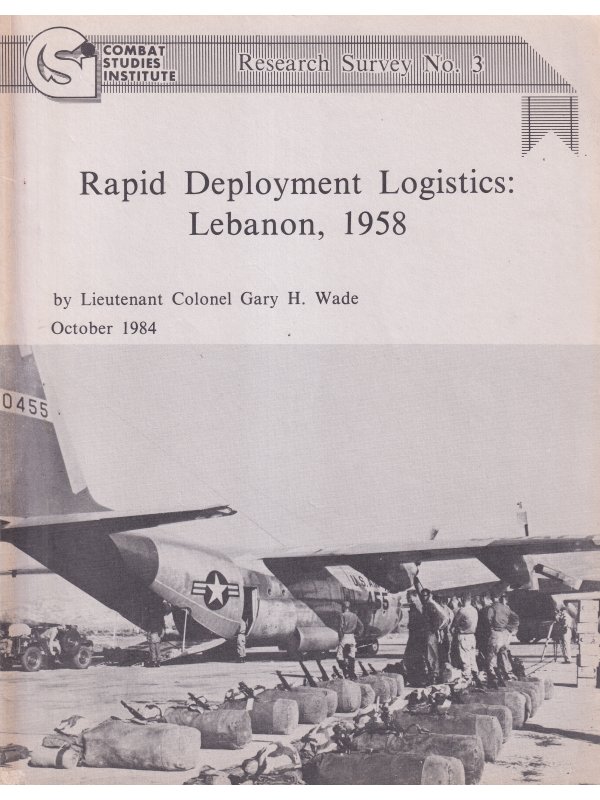 COMBAT
STUDIES
INSTITUTE
Research Survey No. 3
Rapid Deployment Logistics:
Lebanon, 1958
by Lieutenant Colonel Gary H. Wade
October 1984
0455